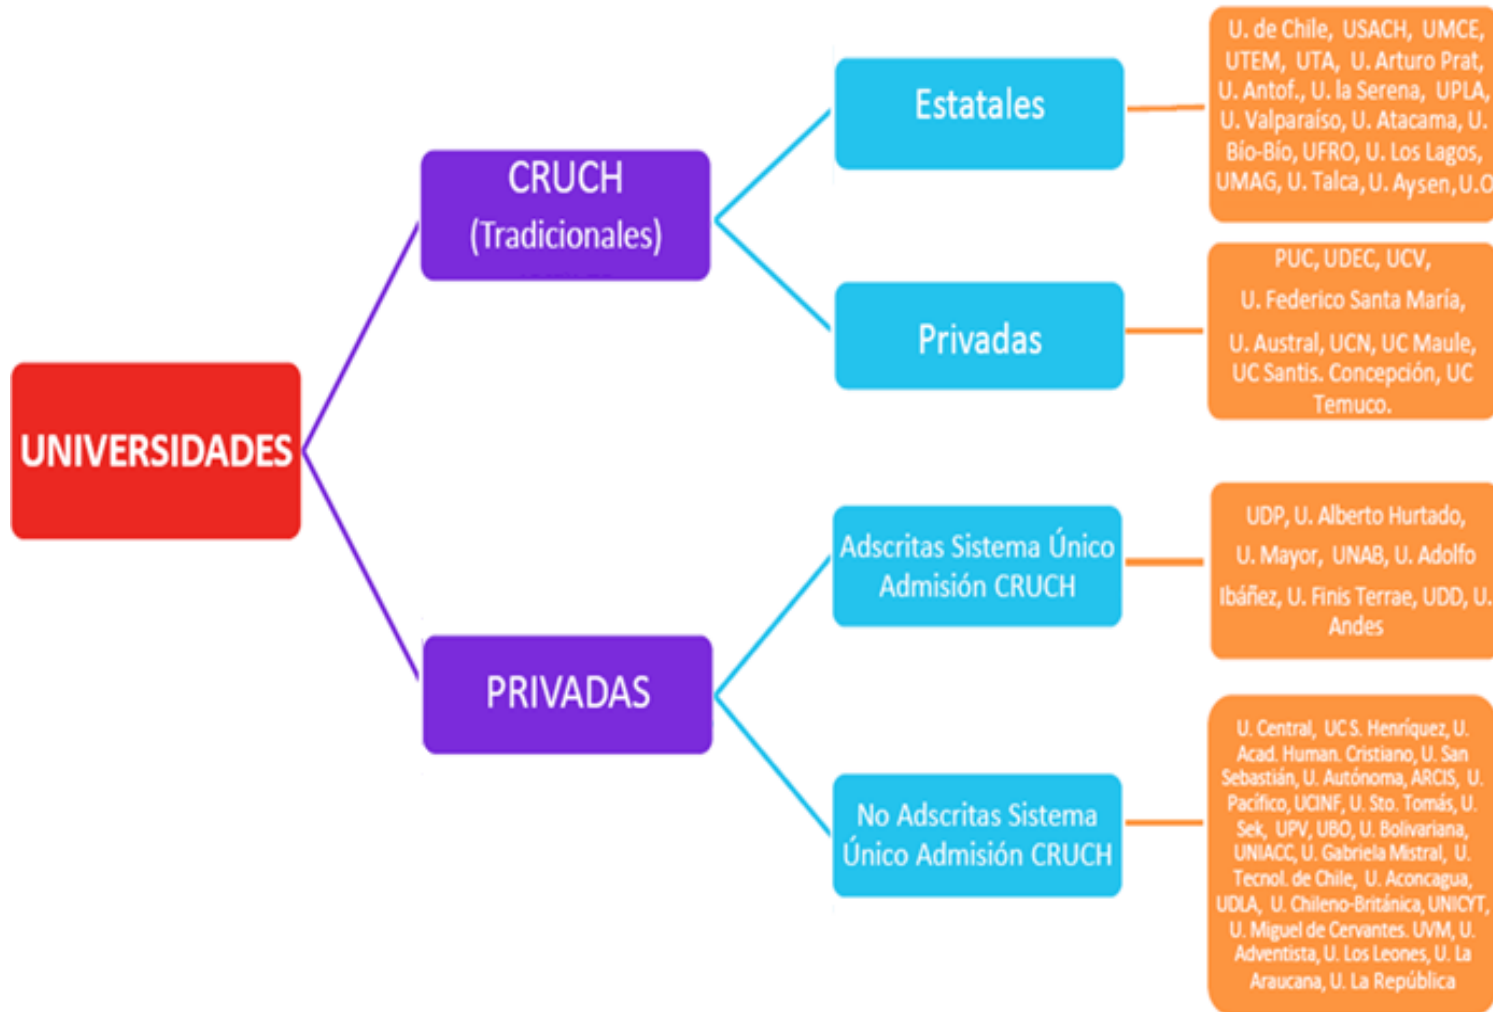 UNIVERSIDADES
CRUCH
(Tradicionales)
PRIVADAS
Estatales
Privadas
Adscritas Sistema Único
Admisión CRUCH
No Adscritas Sistema
Único Admisión CRUCH
U. de Chile, USACH, UMCE,
UTEM, UTA, U. Arturo Prat,
U. Antof., U. la Serena, UPLA,
U. Valparaíso, U. Atacama, U.
Bío-Bío, UFRO, U. Los Lagos,
UMAG, U. Talca, U. Aysen, U.O
PUC, UDEC, UCV,
U. Federico Santa María,
U. Austral, UCN, UC Maule,
UC Santis. Concepción, UC
Temuco.
UDP, U. Alberto Hurtado,
U. Mayor, UNAB, U. Adolfo
Ibáñez, U. Finis Terrae, UDD, U.
Andes
U. Central, UC S. Henríquez, U.
Acad. Human. Cristiano, U. San
Sebastián, U. Autónoma, ARCIS, U.
Pacífico, UCINF, U. Sto. Tomás, U.
Sek, UPV, UBO, U. Bolivariana,
UNIACC, U. Gabriela Mistral, U.
Tecnol. de Chile, U. Aconcagua,
UDLA, U. Chileno-Británica, UNICYT,
U. Miguel de Cervantes. UVM, U.
Adventista, U. Los Leones, U. La
Araucana, U. La República